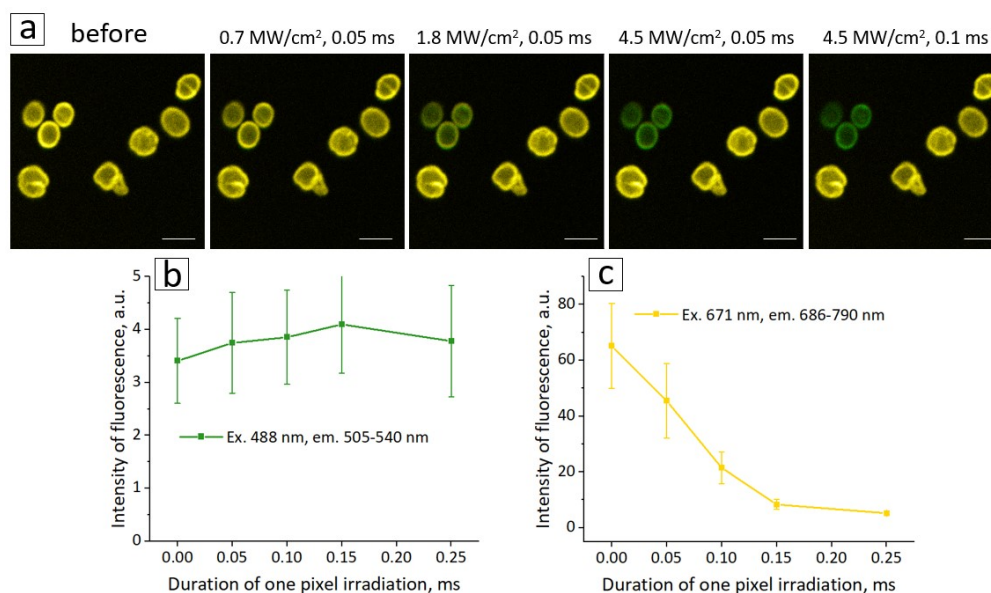 a
before
0.7 MW/cm², 0.05 ms
1.8 MW/cm², 0.05 ms
4.5 MW/cm², 0.05 ms
4.5 MW/cm², 0.1 ms
b
Intensity of fluorescence, a.u.
5
4
3
2
1
0
Ex. 488 nm, em. 505-540 nm
0.00 0.05 0.10 0.15 0.20 0.25
Duration of one pixel irradiation, ms
c
Intensity of fluorescence, a.u.
80
60
40
20
0
Ex. 671 nm, em. 686-790 nm
0.00 0.05 0.10 0.15 0.20 0.25
Duration of one pixel irradiation, ms